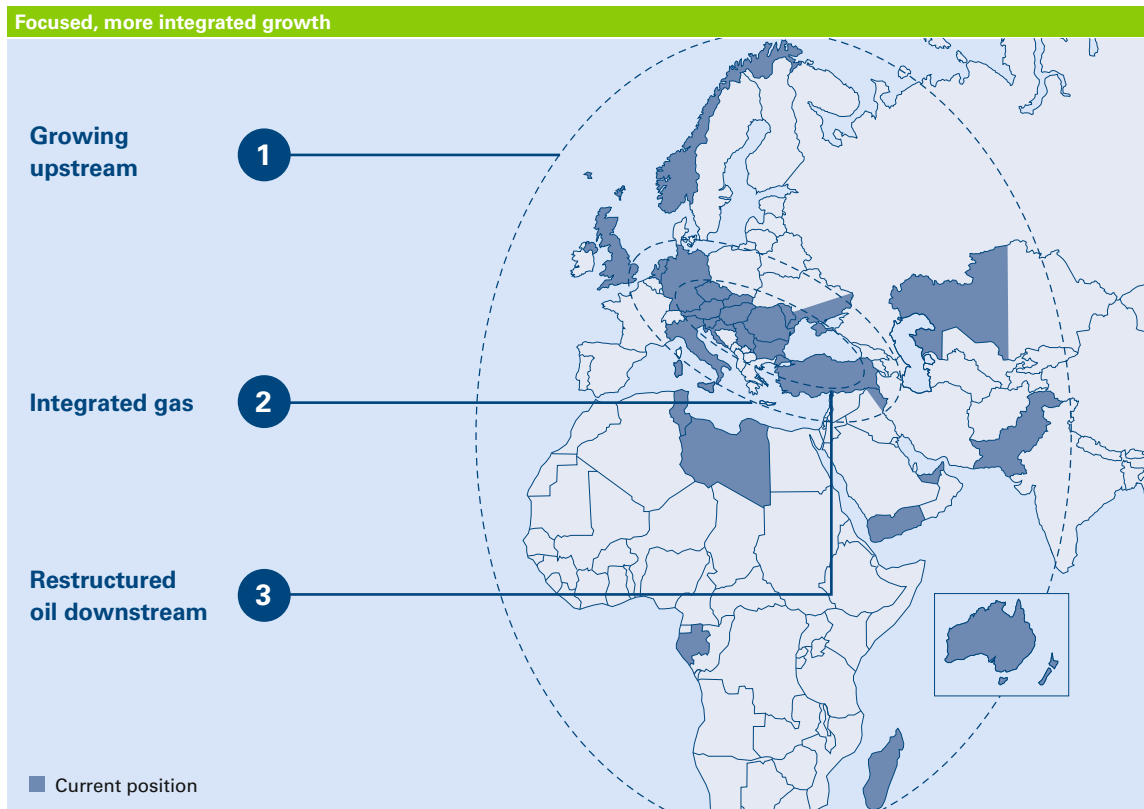 Focused, more integrated growth
Growing
upstream
1
Integrated gas
2
Restructured
oil downstream
3
Current position